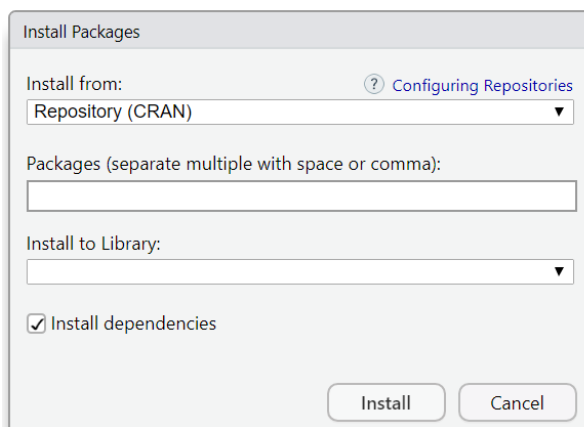 Install Packages
Install from:
? Configuring Repositories
Repository (CRAN)
Packages (separate multiple with space or comma):
Install to Library:
Install dependencies
Install
Cancel